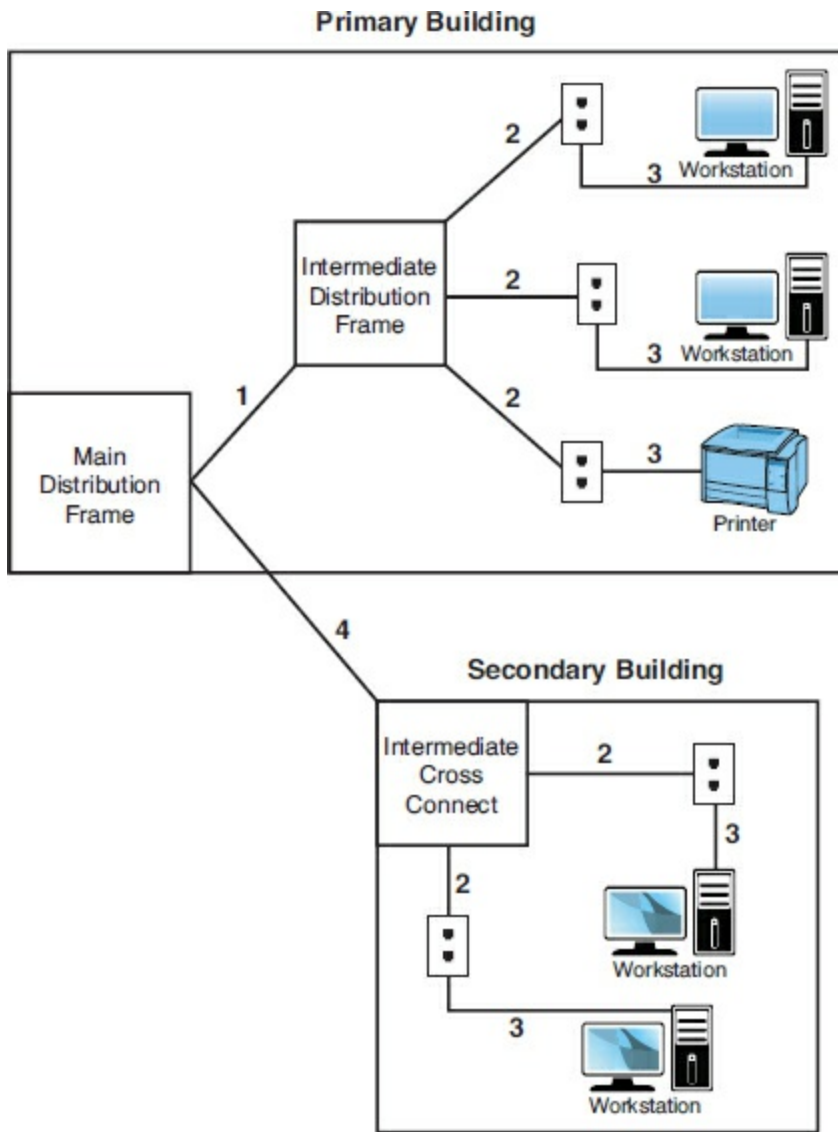 Primary Building
2
3
Workstation
Intermediate
Distribution
Frame
2
3
Workstation
1
2
Main
Distribution
Frame
3
Printer
4
Secondary Building
Intermediate
Cross
Connect
2
3
2
Workstation
3
Workstation